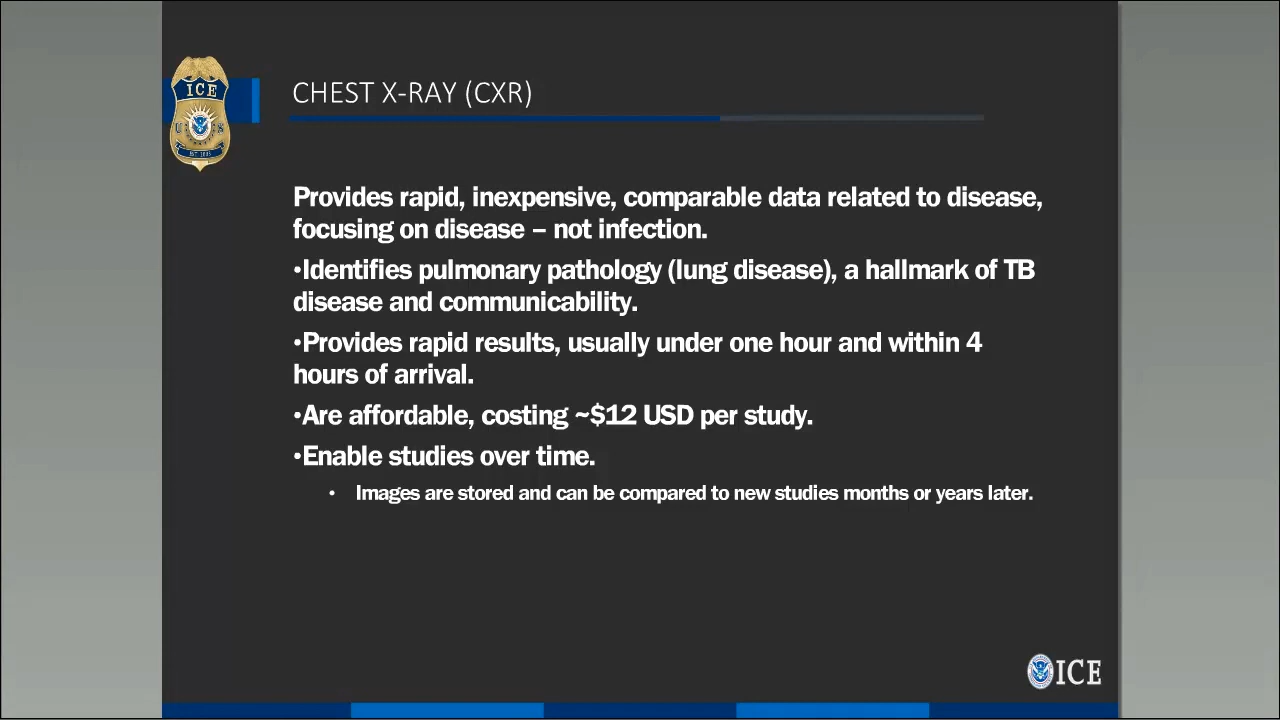 ICE
U S
EST. 2003
CHEST X-RAY (CXR)
Provides rapid, inexpensive, comparable data related to disease,
focusing on disease – not infection.
•Identifies pulmonary pathology (lung disease), a hallmark of TB
disease and communicability.
•Provides rapid results, usually under one hour and within 4
hours of arrival.
•Are affordable, costing ~$12 USD per study.
•Enable studies over time.
• Images are stored and can be compared to new studies months or years later.
ICE